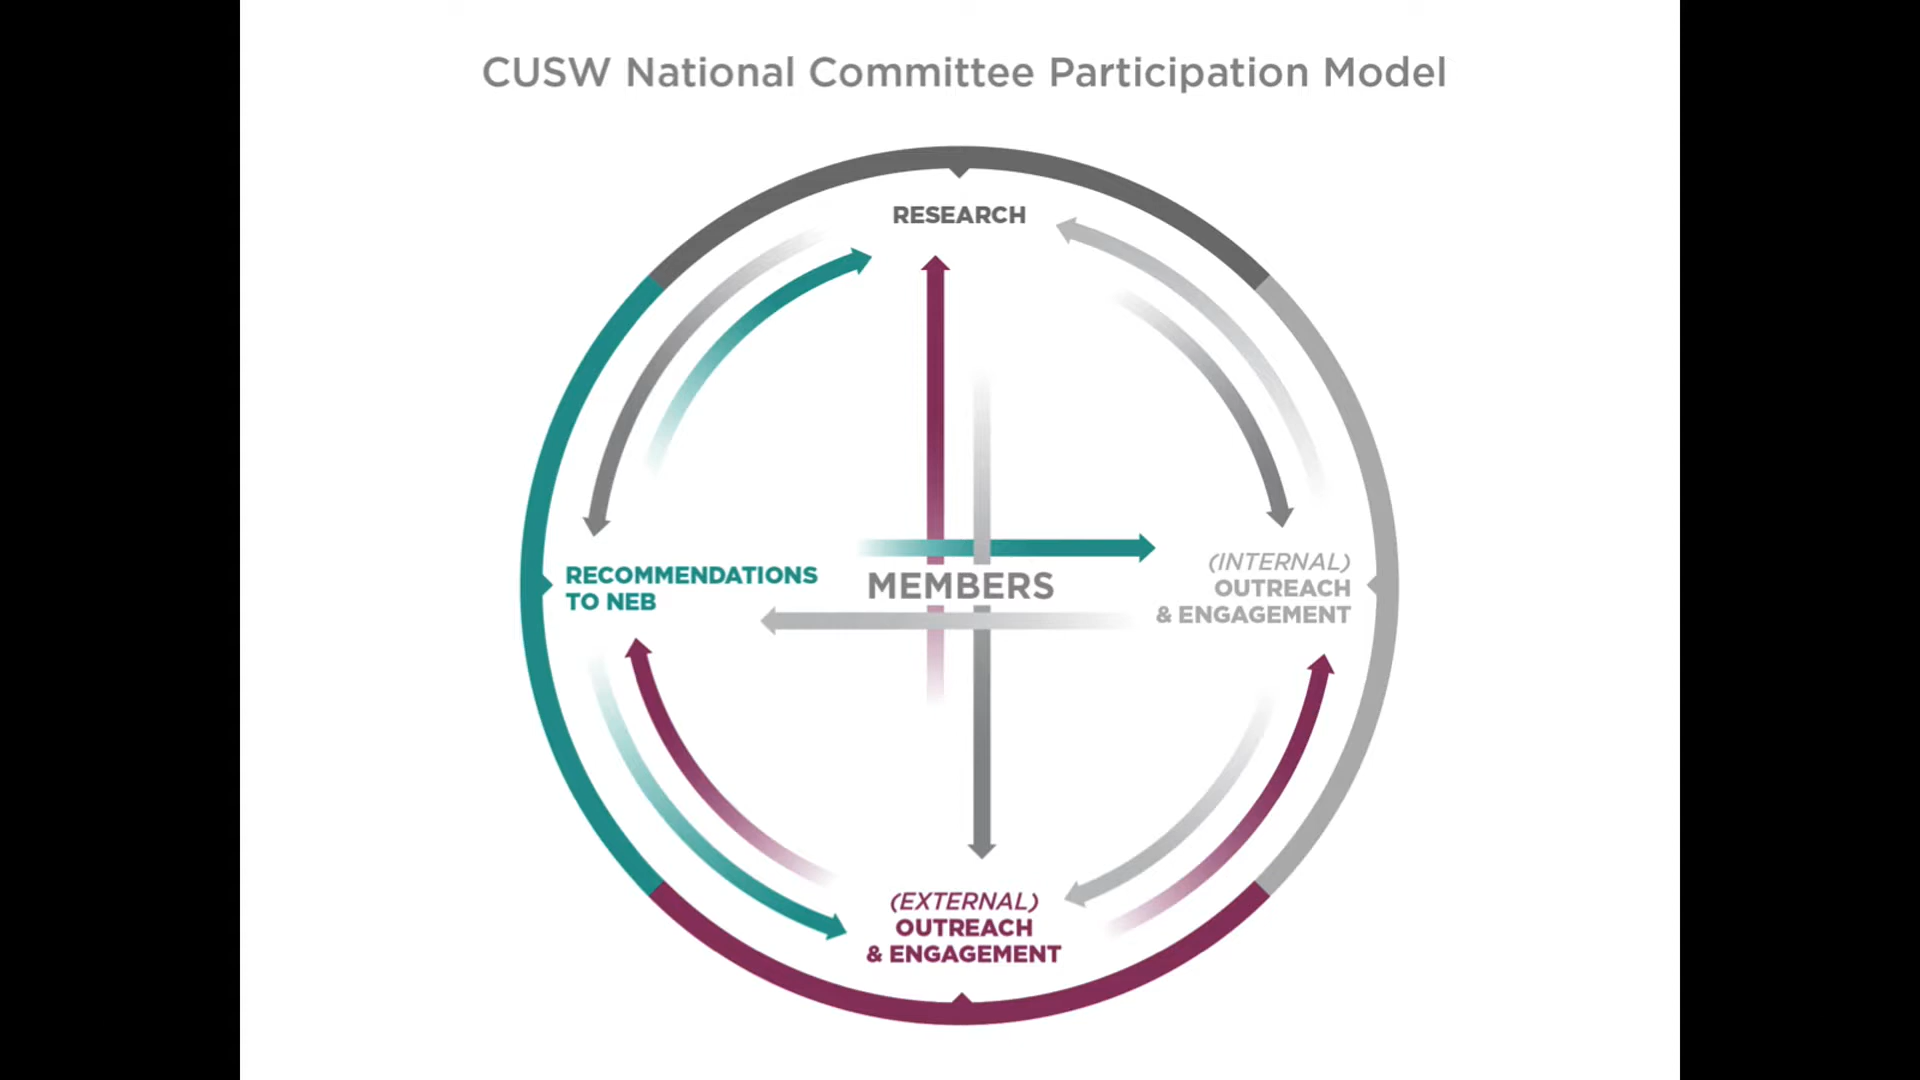 CUSW National Committee Participation Model
RESEARCH
RECOMMENDATIONS
TO NEB
MEMBERS
(INTERNAL)
OUTREACH
& ENGAGEMENT
(EXTERNAL)
OUTREACH
& ENGAGEMENT